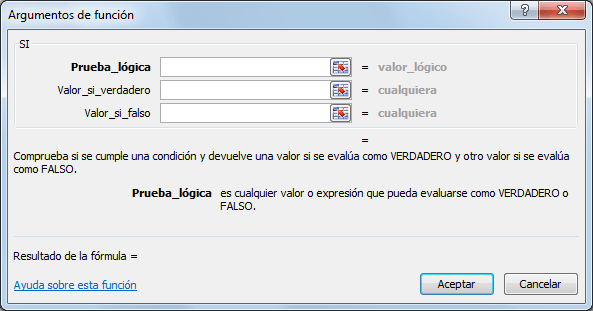 Argumentos de función
SI
Prueba_lógica = valor_lógico
Valor_si_verdadero = cualquiera
Valor_si_falso = cualquiera
=
Comprueba si se cumple una condición y devuelve una valor si se evalúa como VERDADERO y otro valor si se evalúa
como FALSO.
Prueba_lógica es cualquier valor o expresión que pueda evaluarse como VERDADERO o
FALSO.
Resultado de la fórmula =
Ayuda sobre esta función
Aceptar
Cancelar